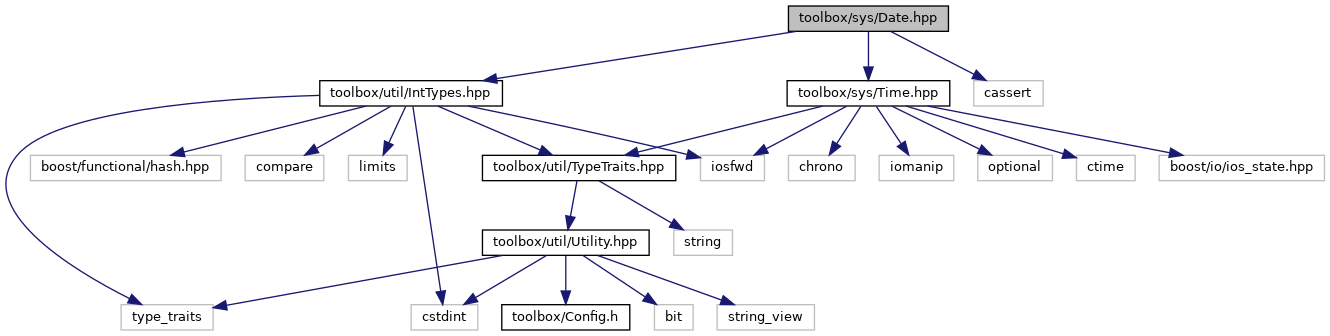 toolbox/sys/Date.hpp
toolbox/util/IntTypes.hpp
toolbox/sys/Time.hpp
cassert
boost/functional/hash.hpp
compare
limits
toolbox/util/TypeTraits.hpp
iosfwd
chrono
iomanip
optional
ctime
boost/io/ios_state.hpp
toolbox/util/Utility.hpp
string
type_traits
cstdint
toolbox/Config.h
bit
string_view